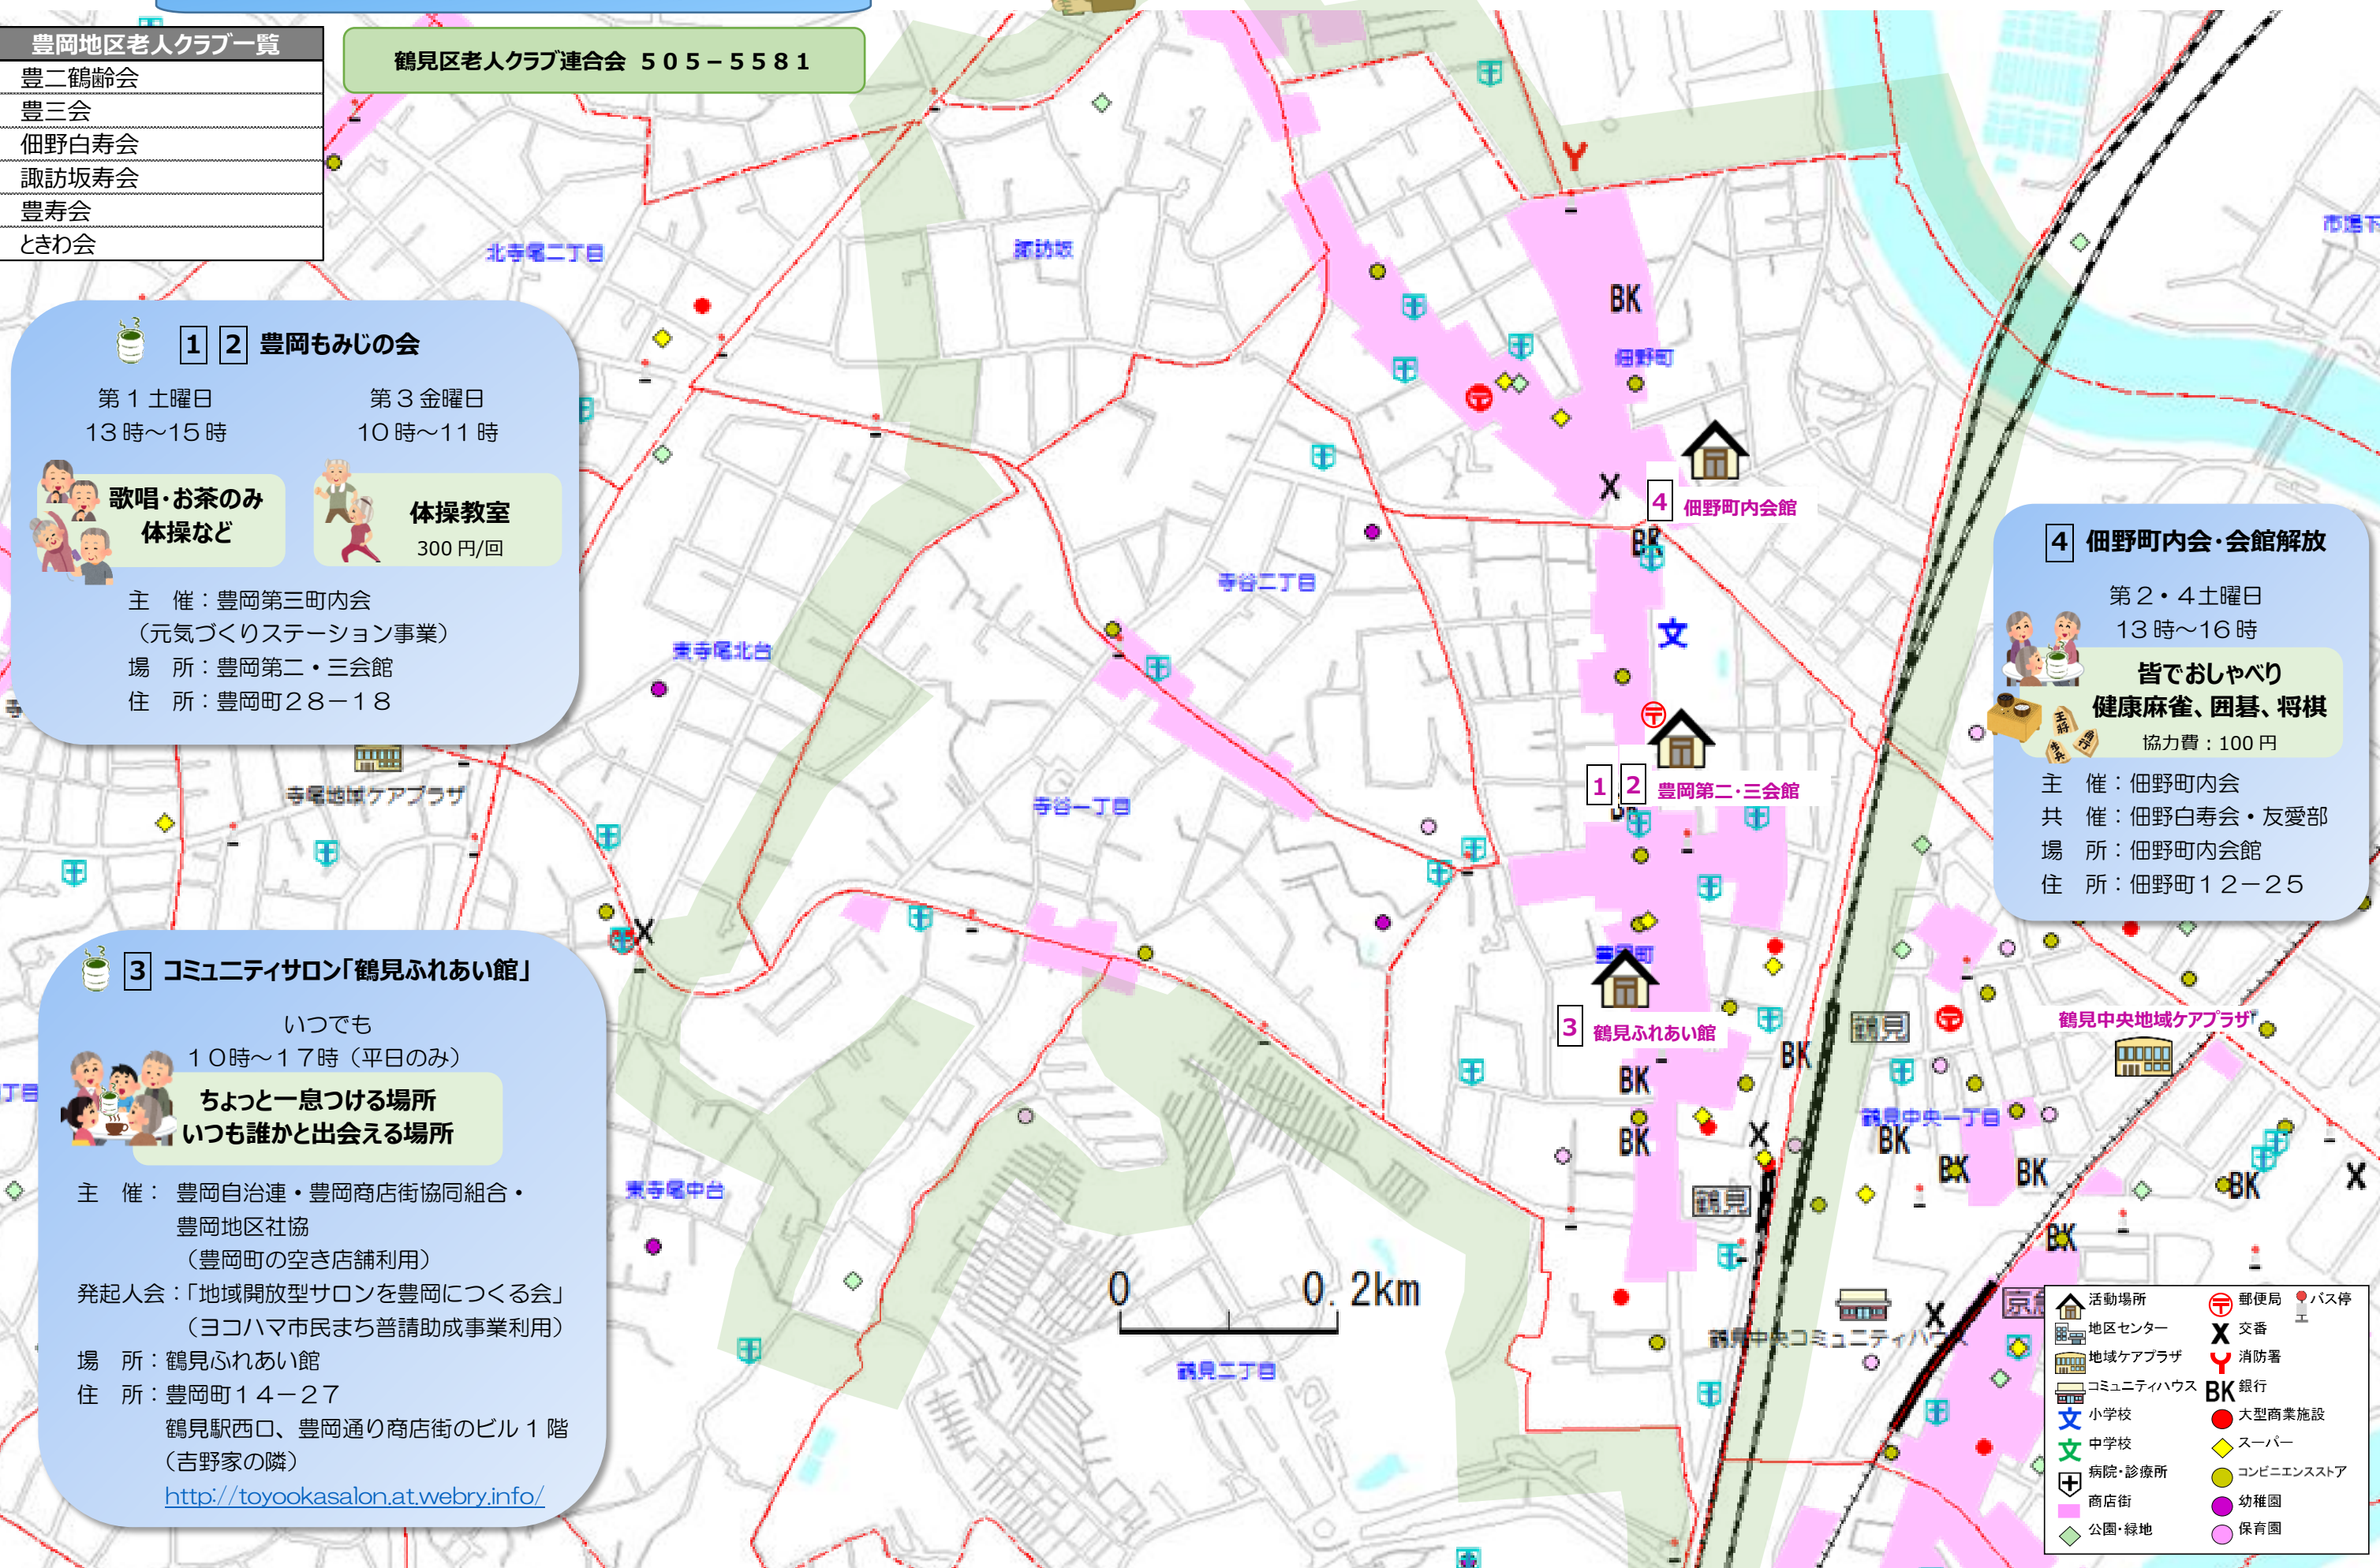 豊岡地区老人クラブ一覧
豊二鶴齢会
豊三会
佃野白寿会
諏訪坂寿会
豊寿会
ときわ会
鶴見区老人クラブ連合会 ５０５－５５８１
1 2 豊岡もみじの会
第１土曜日 第３金曜日
13時～15時 10時～11時
歌唱・お茶のみ
体操など
体操教室
300 円/回
主　催：豊岡第三町内会
（元気づくりステーション事業）
場　所：豊岡第二・三会館
住　所：豊岡町２８－１８
3 コミュニティサロン「鶴見ふれあい館」
いつでも
１０時～１７時（平日のみ）
ちょっと一息つける場所
いつも誰かと出会える場所
主　催： 豊岡自治連・豊岡商店街協同組合・
豊岡地区社協
（豊岡町の空き店舗利用）
発起人会：「地域開放型サロンを豊岡につくる会」
（ヨコハマ市民まち普請助成事業利用）
場　所：鶴見ふれあい館
住　所：豊岡町１４－２７
鶴見駅西口、豊岡通り商店街のビル１階
（吉野家の隣）
http://toyookasalon.at.webry.info/
4 佃野町内会・会館解放
第２・４土曜日
13時～16時
皆でおしゃべり
健康麻雀、囲碁、将棋
協力費：100 円
主　催：佃野町内会
共　催：佃野白寿会・友愛部
場　所：佃野町内会館
住　所：佃野町１２－２５
北寺尾二丁目
諏訪坂
市場下
BK
佃野町
X
4 佃野町内会館
BK
寺谷二丁目
文
東寺尾北台
寺尾地域ケアプラザ
寺谷一丁目
1 2 豊岡第二・三会館
X
豊岡町
3 鶴見ふれあい館
鶴見
鶴見中央地域ケアプラザ
BK
BK
BK
鶴見中央一丁目
X
BK
BK
BK
BK
X
東寺尾中台
鶴見
BK
0 0.2km
鶴見二丁目
鶴見中央コミュニティハウス
X
活動場所
地区センター
地域ケアプラザ
コミュニティハウス
文 小学校
文 中学校
病院・診療所
商店街
公園・緑地
郵便局
バス停
X 交番
Y 消防署
BK 銀行
大型商業施設
スーパー
コンビニエンスストア
幼稚園
保育園